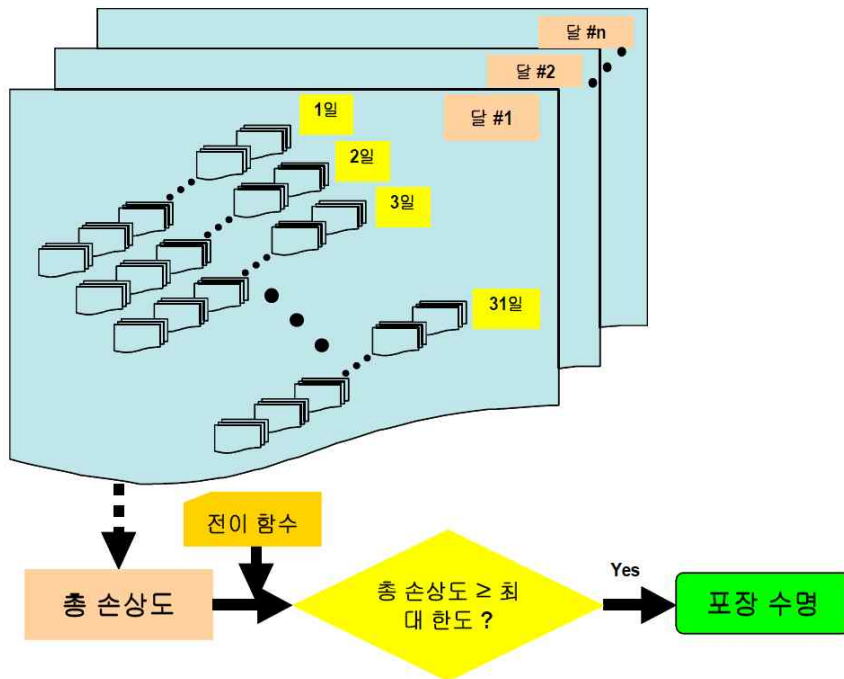 달 #n
달 #2
달 #1
1일
2일
3일
31일
전이 함수
총 손상도
총 손상도 ≥ 최
대 한도 ?
Yes
포장 수명